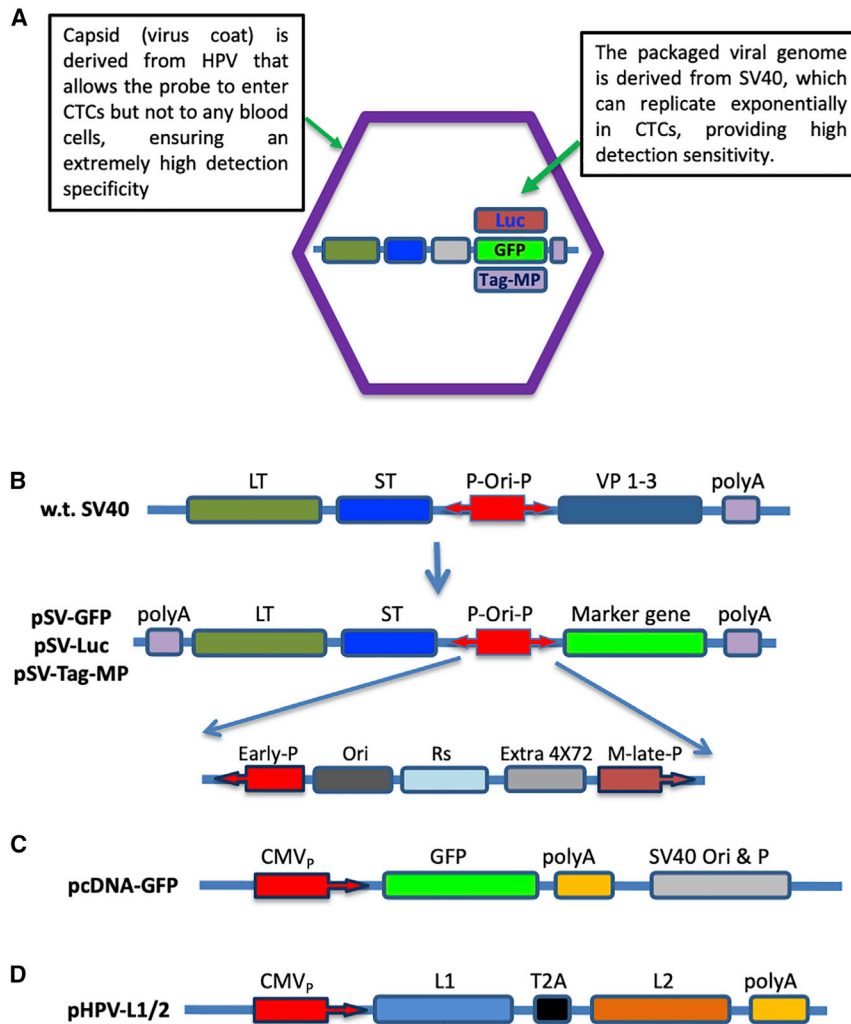 A
Capsid (virus coat) is
derived from HPV that
allows the probe to enter
CTCs but not to any blood
cells, ensuring an
extremely high detection
specificity
The packaged viral genome
is derived from SV40, which
can replicate exponentially
in CTCs, providing high
detection sensitivity.
Luc
GFP
Tag-MP
B
LT ST P-Ori-P VP 1-3 polyA
w.t. SV40
pSV-GFP polyA LT ST P-Ori-P Marker gene polyA
pSV-Luc
pSV-Tag-MP
Early-P Ori Rs Extra 4X72 M-late-P
C
CMVP GFP polyA SV40 Ori & P
pcDNA-GFP
D
CMVP L1 T2A L2 polyA
pHPV-L1/2